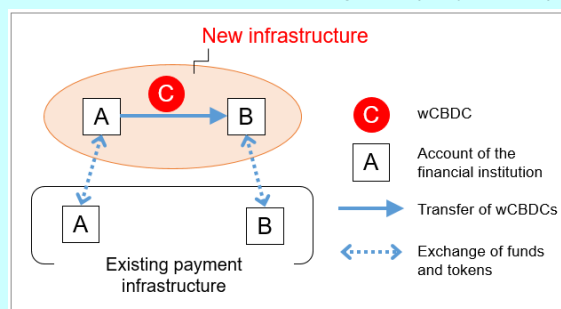 New infrastructure
C
A
B
A
B
Existing payment
infrastructure
C
wCBDC
A
Account of the
financial institution
Transfer of wCBDCs
Exchange of funds
and tokens